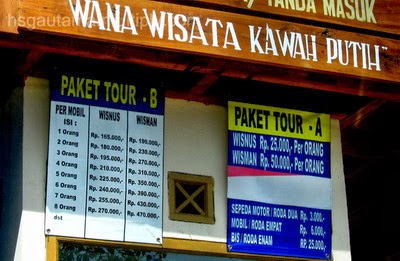 TANDA MASUK
WANA WISATA KAWAH PUTIH"
PAKET TOUR - B
PER MOBIL ISI : WISNUS WISMAN
1 Orang Rp. 165.000,- Rp. 190.000,-
2 Orang Rp. 180.000,- Rp. 230.000,-
3 Orang Rp. 195.000,- Rp. 270.000,-
4 Orang Rp. 210.000,- Rp. 310.000,-
5 Orang Rp. 225.000,- Rp. 350.000,-
6 Orang Rp. 240.000,- Rp. 390.000,-
7 Orang Rp. 255.000,- Rp. 430.000,-
8 Orang Rp. 270.000,- Rp. 470.000,-
dst
PAKET TOUR - A
WISNUS Rp. 25.000,- Per ORANG
WISMAN Rp. 50.000,- Per ORANG
SEPEDA MOTOR / RODA DUA Rp. 3.000,-
MOBIL / RODA EMPAT Rp. 6.000,-
BIS / RODA ENAM RP. 25.000,-